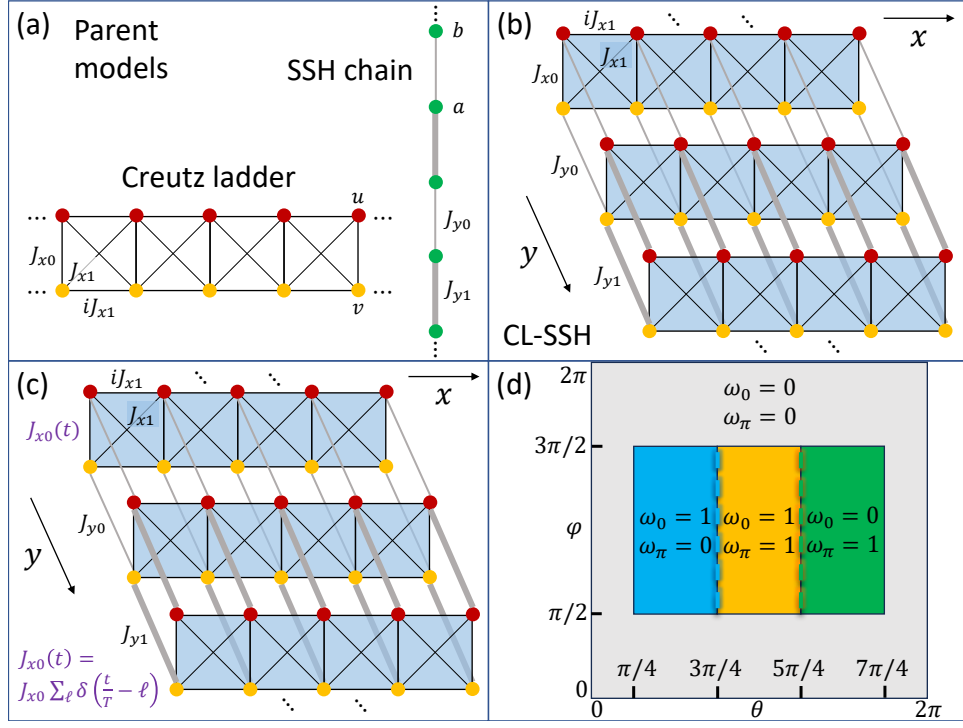 (a)
Parent
models
SSH chain
b
a
Creutz ladder
u
...
...
J_{x0}
J_{x1}
...
...
iJ_{x1}
v
J_{y0}
J_{y1}
⋮
⋮
(b)
iJ_{x1}
⋱
⋱
x
J_{x0}
J_{x1}
J_{y0}
y
J_{y1}
CL-SSH
⋱
⋱
(c)
iJ_{x1}
⋱
⋱
x
J_{x0}(t)
J_{x1}
J_{y0}
y
J_{y1}
J_{x0}(t) =
J_{x0} ∑_ℓ δ(t/T − ℓ)
⋱
⋱
(d)
2π
ω_0 = 0
ω_π = 0
3π/2
φ
ω_0 = 1
ω_π = 0
ω_0 = 1
ω_π = 1
ω_0 = 0
ω_π = 1
π/2
π/4
3π/4
5π/4
7π/4
0
0
θ
2π